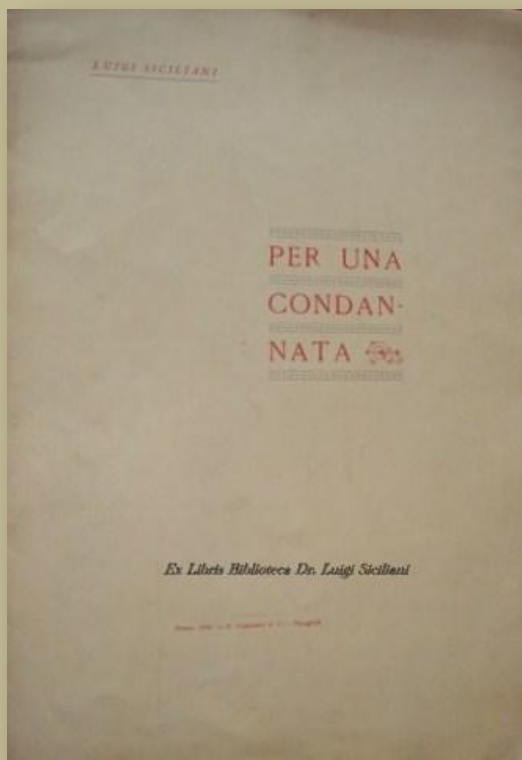 LUIGI SICILIANI
PER UNA
CONDAN-
NATA
Ex Libris Biblioteca Dr. Luigi Siciliani